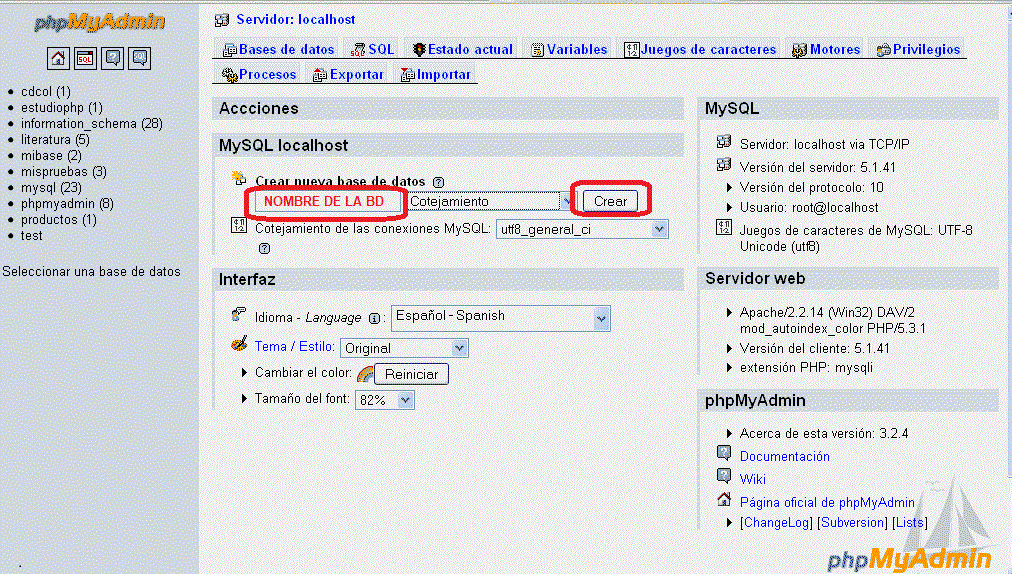 phpMyAdmin
SQL
cdcol (1)
estudiophp (1)
information_schema (28)
literatura (5)
mibase (2)
mispruebas (3)
mysql (23)
phpmyadmin (8)
productos (1)
test
Seleccionar una base de datos
Servidor: localhost
Bases de datos SQL Estado actual Variables Juegos de caracteres Motores Privilegios
Procesos Exportar Importar
Accciones
MySQL localhost
Crear nueva base de datos
NOMBRE DE LA BD Cotejamiento Crear
Cotejamiento de las conexiones MySQL: utf8_general_ci
Interfaz
Idioma - Language : Español - Spanish
Tema / Estilo: Original
Cambiar el color: Reiniciar
Tamaño del font: 82%
MySQL
Servidor: localhost via TCP/IP
Versión del servidor: 5.1.41
Versión del protocolo: 10
Usuario: root@localhost
Juegos de caracteres de MySQL: UTF-8
Unicode (utf8)
Servidor web
Apache/2.2.14 (Win32) DAV/2
mod_autoindex_color PHP/5.3.1
Versión del cliente: 5.1.41
extensión PHP: mysqli
phpMyAdmin
Acerca de esta versión: 3.2.4
Documentación
Wiki
Página oficial de phpMyAdmin
[ChangeLog] [Subversion] [Lists]
phpMyAdmin